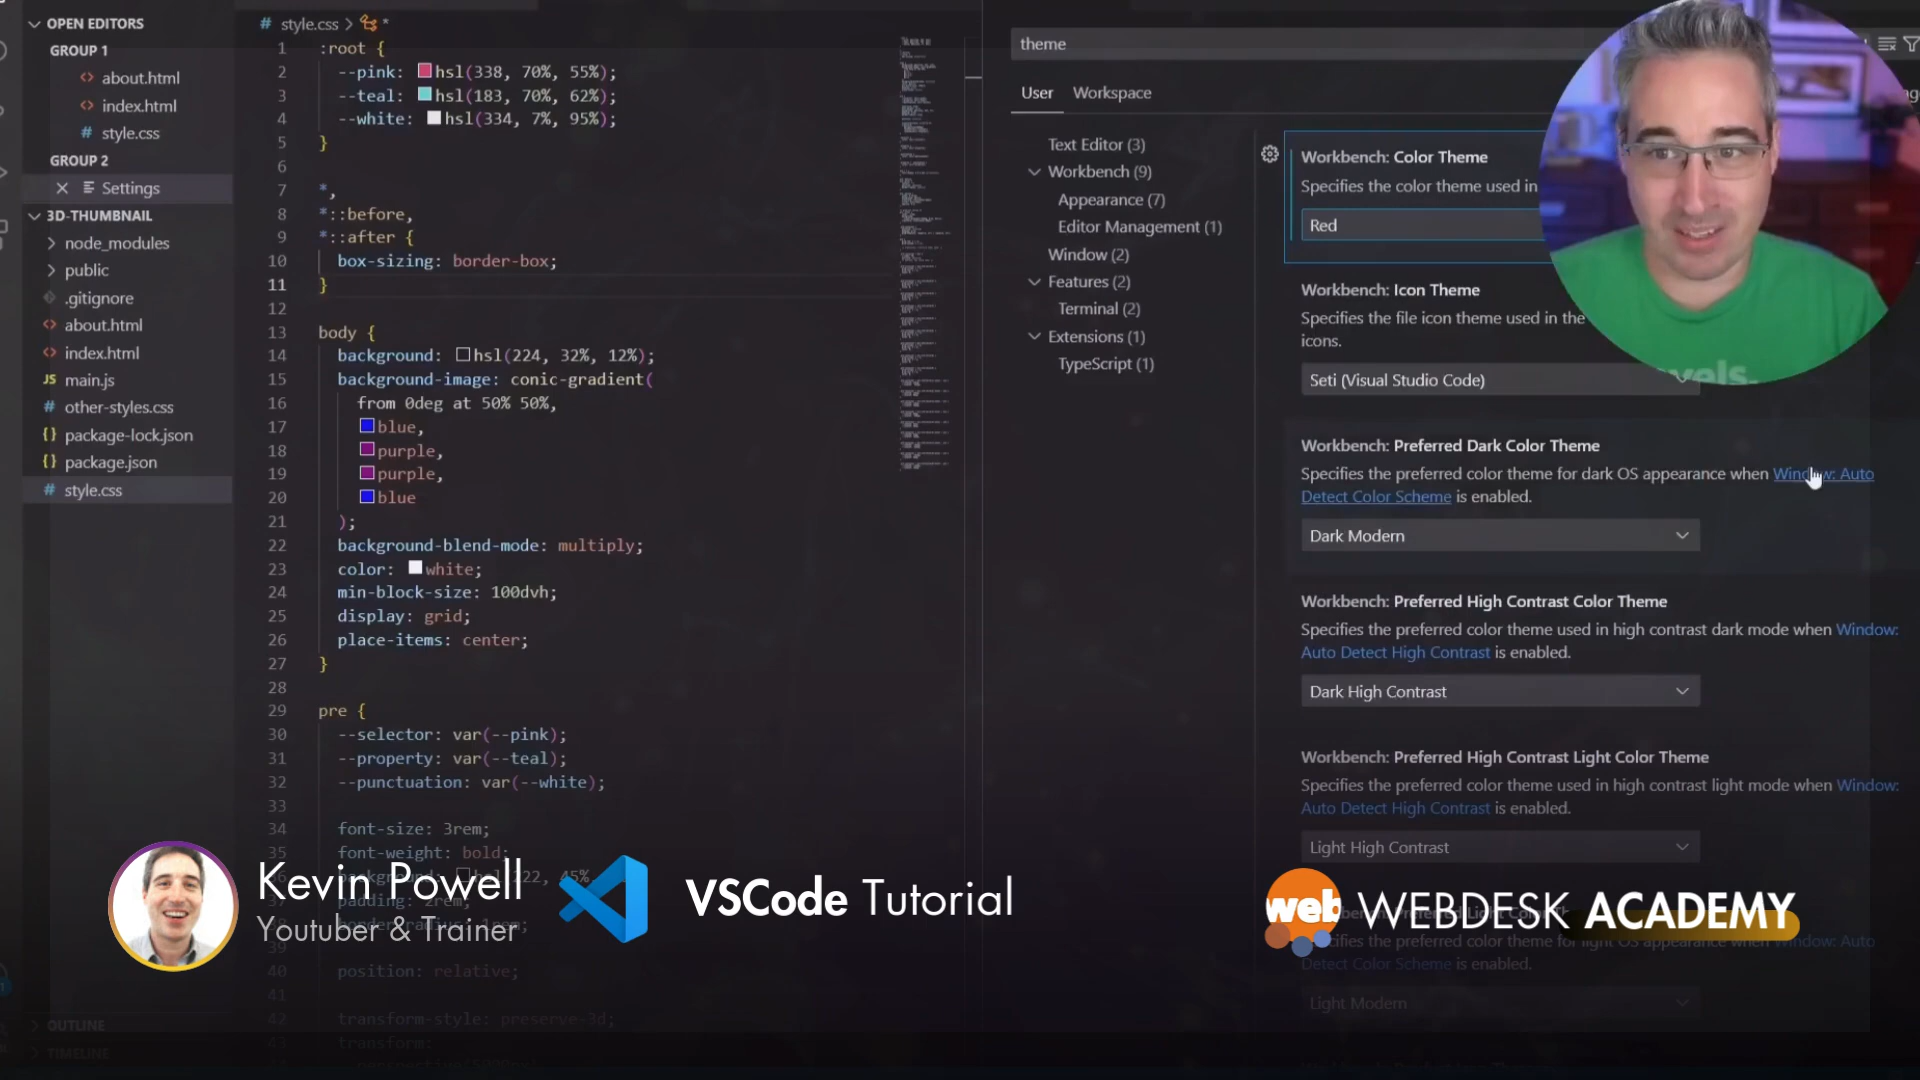 OPEN EDITORS
GROUP 1
about.html
index.html
style.css
GROUP 2
Settings
3D-THUMBNAIL
node_modules
public
.gitignore
about.html
index.html
JS main.js
other-styles.css
package-lock.json
package.json
style.css
OUTLINE
TIMELINE
# style.css > *
1 :root {
2 --pink: hsl(338, 70%, 55%);
3 --teal: hsl(183, 70%, 62%);
4 --white: hsl(334, 7%, 95%);
5 }
6
7 *,
8 *::before,
9 *::after {
10 box-sizing: border-box;
11 }
12
13 body {
14 background: hsl(224, 32%, 12%);
15 background-image: conic-gradient(
16 from 0deg at 50% 50%,
17 blue,
18 purple,
19 purple,
20 blue
21 );
22 background-blend-mode: multiply;
23 color: white;
24 min-block-size: 100dvh;
25 display: grid;
26 place-items: center;
27 }
28
29 pre {
30 --selector: var(--pink);
31 --property: var(--teal);
32 --punctuation: var(--white);
33
34 font-size: 3rem;
35 font-weight: bold;
padding: 2rem;
40 position: relative;
41
42 transform-style: preserve-3d;
transform:
theme
User Workspace
Text Editor (3)
Workbench (9)
Appearance (7)
Editor Management (1)
Window (2)
Features (2)
Terminal (2)
Extensions (1)
TypeScript (1)
Workbench: Color Theme
Specifies the color theme used in
Red
Workbench: Icon Theme
Specifies the file icon theme used in the
icons.
Seti (Visual Studio Code)
Workbench: Preferred Dark Color Theme
Specifies the preferred color theme for dark OS appearance when Window: Auto
Detect Color Scheme is enabled.
Dark Modern
Workbench: Preferred High Contrast Color Theme
Specifies the preferred color theme used in high contrast dark mode when Window:
Auto Detect High Contrast is enabled.
Dark High Contrast
Workbench: Preferred High Contrast Light Color Theme
Specifies the preferred color theme used in high contrast light mode when Window:
Auto Detect High Contrast is enabled.
Light High Contrast
Detect Color Scheme is enabled.
Light Modern
Kevin Powell
Youtuber & Trainer
VSCode Tutorial
web WEBDESK ACADEMY